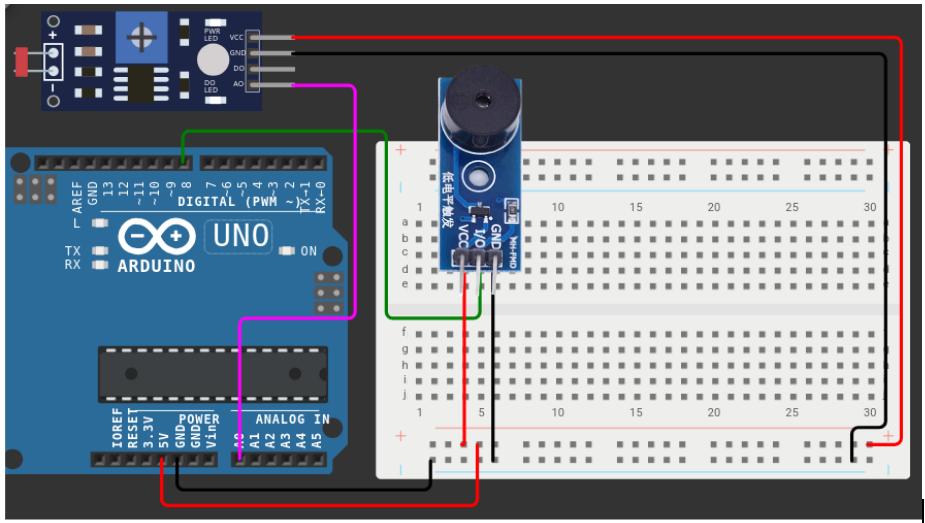 +
PWR
LED
VCC
GND
DO
AO
DO
LED
-
AREF
GND
13
12
~11
~10
~9
8
7
~6
~5
4
~3
2
TX→1
RX←0
DIGITAL (PWM ~)
L
TX
RX
UNO
ON
ARDUINO
IOREF
RESET
3.3V
5V
GND
GND
Vin
POWER
ANALOG IN
A0
A1
A2
A3
A4
A5
低电平触发
VCC
I/O
GND
MH-FMD
+ +
1 10 15 20 25 30
a
b
c
d
e e
f f
g g
h h
i i
j j
1 5 10 15 20 25 30
+ +